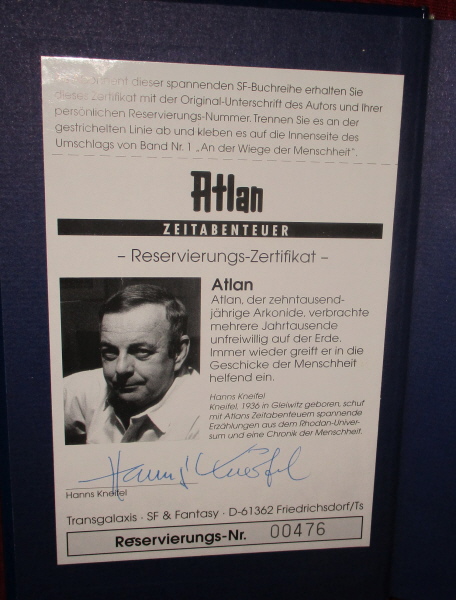 dieser spannenden SF-Buchreihe erhalten Sie
dieses Zertifikat mit der Original-Unterschrift des Autors und Ihrer
persönlichen Reservierungs-Nummer. Trennen Sie es an der
gestrichelten Linie ab und kleben es auf die Innenseite des
Umschlags von Band Nr. 1 „An der Wiege der Menschheit".
Atlan
ZEITABENTEUER
– Reservierungs-Zertifikat –
Atlan
Atlan, der zehntausend-
jährige Arkonide, verbrachte
mehrere Jahrtausende
unfreiwillig auf der Erde.
Immer wieder greift er in die
Geschicke der Menschheit
helfend ein.
Hanns Kneifel
Kneifel, 1936 in Gleiwitz geboren, schuf
mit Atlans Zeitabenteuern spannende
Erzählungen aus dem Rhodan-Univer-
sum und eine Chronik der Menschheit.
Hanns Kneifel
Hanns Kneifel
Transgalaxis · SF & Fantasy · D-61362 Friedrichsdorf/Ts
Reservierungs-Nr. 00476